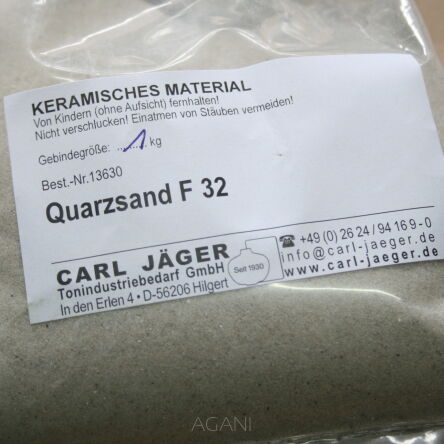 KERAMISCHES MATERIAL
Von Kindern (ohne Aufsicht) fernhalten!
Nicht verschlucken! Einatmen von Stäuben vermeiden!
Gebindegröße: ...1... kg
Best.-Nr.13630
Quarzsand F 32
CARL JÄGER
Tonindustriebedarf GmbH
In den Erlen 4 • D-56206 Hilgert
Seit 1930
☎ +49 (0) 26 24 / 94 16 9-0
info@carl-jaeger.de
www.carl-jaeger.de
AGANI